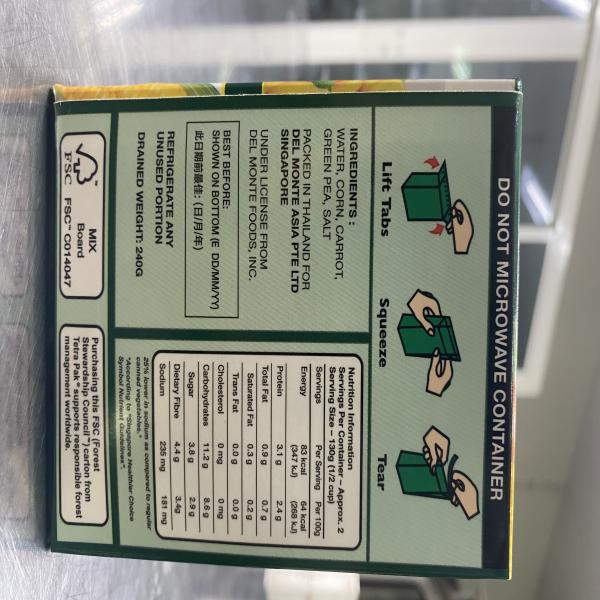 DO NOT MICROWAVE CONTAINER
Lift Tabs
Squeeze
Tear
INGREDIENTS :
WATER, CORN, CARROT,
GREEN PEA, SALT
PACKED IN THAILAND FOR
DEL MONTE ASIA PTE LTD
SINGAPORE
UNDER LICENSE FROM
DEL MONTE FOODS, INC.
BEST BEFORE:
SHOWN ON BOTTOM (E DD/MM/YY)
此日期前最佳: (日/月/年)
REFRIGERATE ANY
UNUSED PORTION
DRAINED WEIGHT: 240G
Nutrition Information
Servings Per Container – Approx. 2
Serving Size – 130g (1/2 cup)
Servings Per Serving Per 100g
Energy 83 kcal 64 kcal
(347 kJ) (268 kJ)
Protein 3.1 g 2.4 g
Total Fat 0.9 g 0.7 g
Saturated Fat 0.3 g 0.2 g
Trans Fat 0.0 g 0.0 g
Cholesterol 0 mg 0 mg
Carbohydrates 11.2 g 8.6 g
Sugar 3.8 g 2.9 g
Dietary Fibre 4.4 g 3.4g
Sodium 235 mg 181 mg
25% lower in sodium as compared to regular
canned vegetables.*
*According to "Singapore Healthier Choice
Symbol Nutrient Guidelines".
FSC
MIX
Board
FSC™ C014047
Purchasing this FSC (Forest
Stewardship Council™) carton from
Tetra Pak® supports responsible forest
management worldwide.